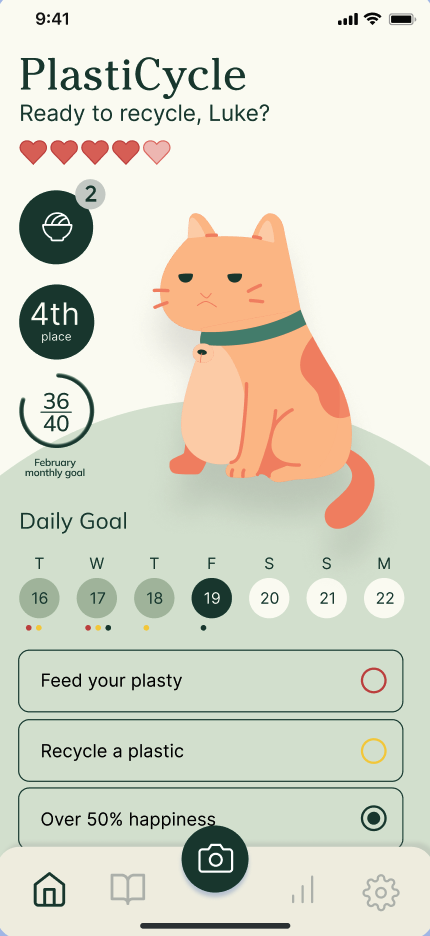 9:41
PlastiCycle
Ready to recycle, Luke?
2
4th
place
36
40
February
monthly goal
Daily Goal
T W T F S S M
16 17 18 19 20 21 22
Feed your plasty
Recycle a plastic
Over 50% happiness